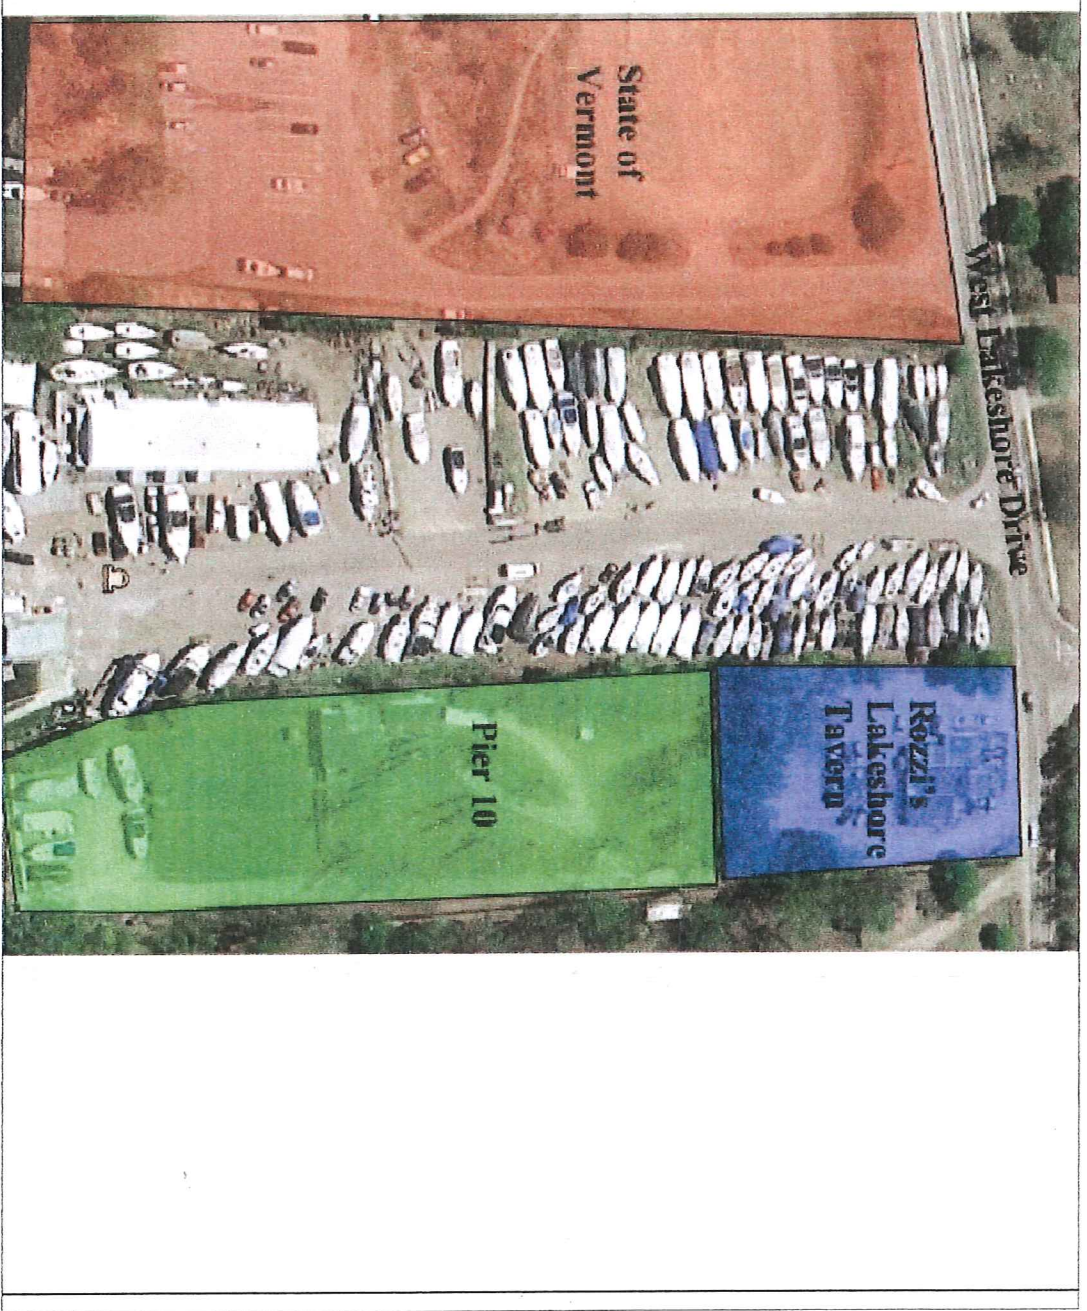 West Lakeshore Drive
State of
Vermont
Rozzi's
Lakeshore
Tavern
Pier 10